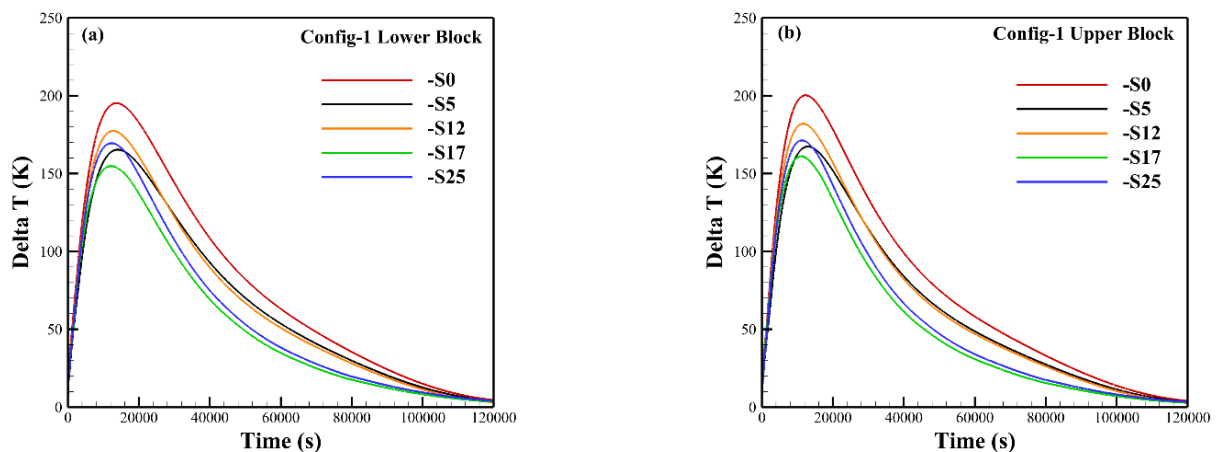 (a)
Config-1 Lower Block
-S0
-S5
-S12
-S17
-S25
250
200
150
100
50
0
Delta T (K)
0 20000 40000 60000 80000 100000 120000
Time (s)
(b)
Config-1 Upper Block
-S0
-S5
-S12
-S17
-S25
250
200
150
100
50
0
Delta T (K)
0 20000 40000 60000 80000 100000 120000
Time (s)